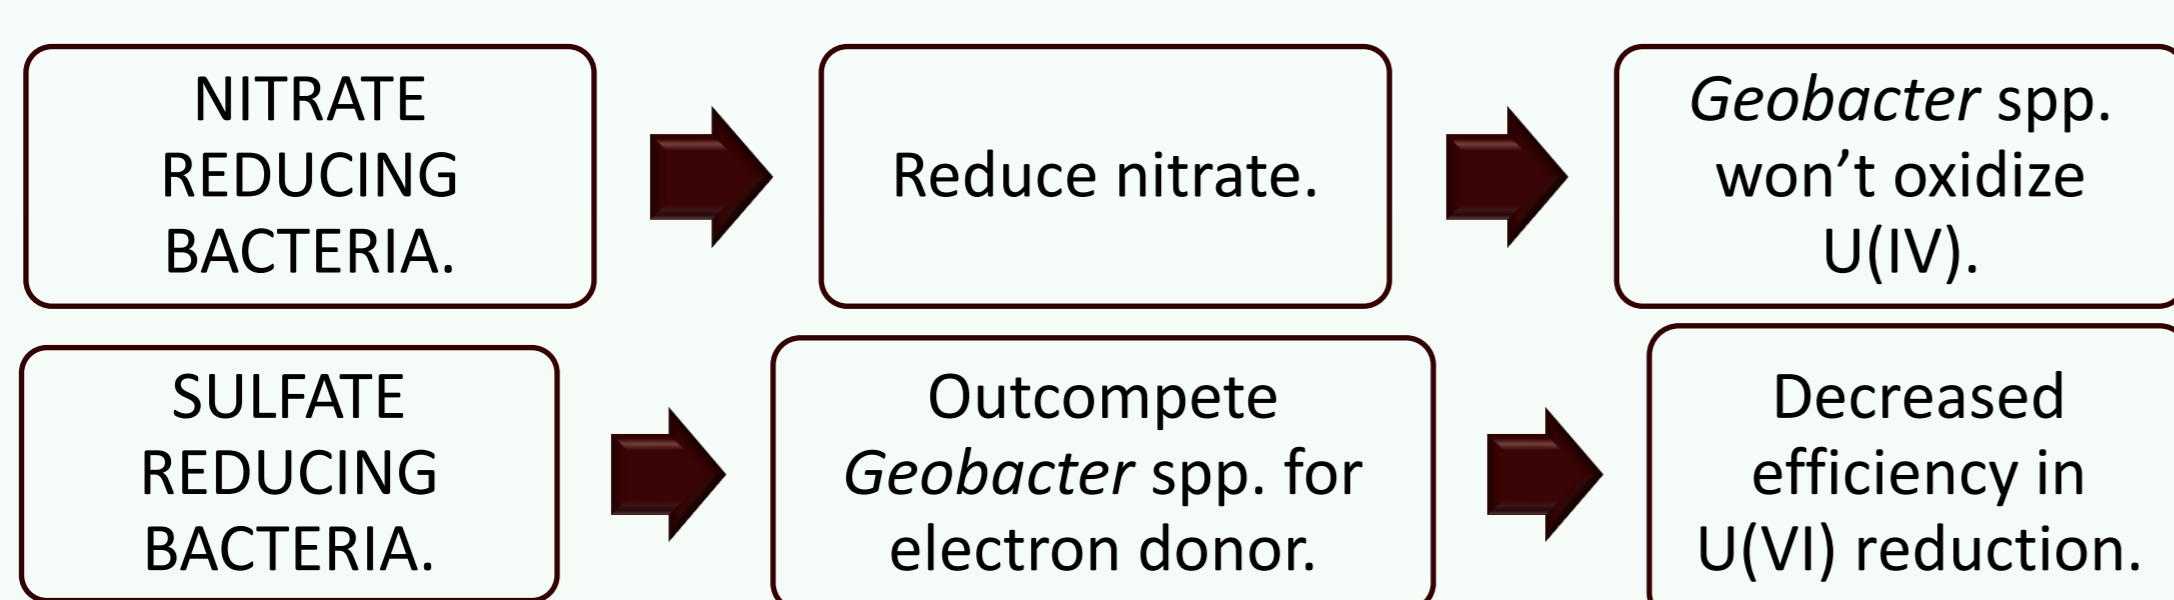 NITRATE
REDUCING
BACTERIA.
Reduce nitrate.
Geobacter spp.
won’t oxidize
U(IV).
SULFATE
REDUCING
BACTERIA.
Outcompete
Geobacter spp. for
electron donor.
Decreased
efficiency in
U(VI) reduction.